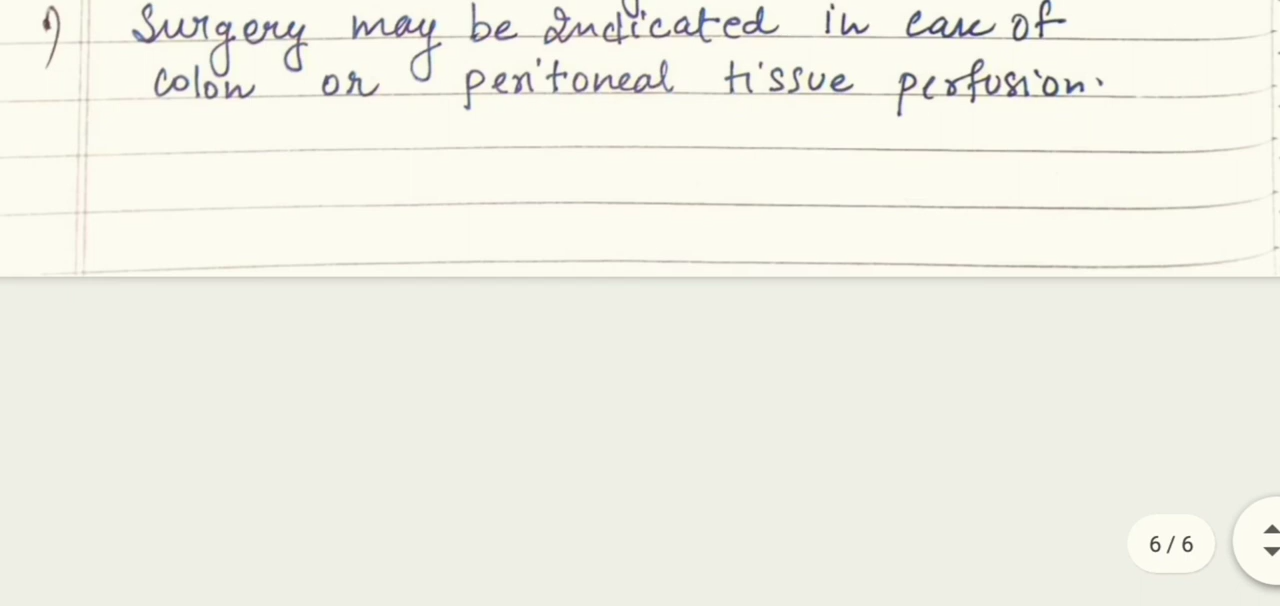 Surgery may be Indicated in case of
colon or peritoneal tissue perfusion.
6 / 6